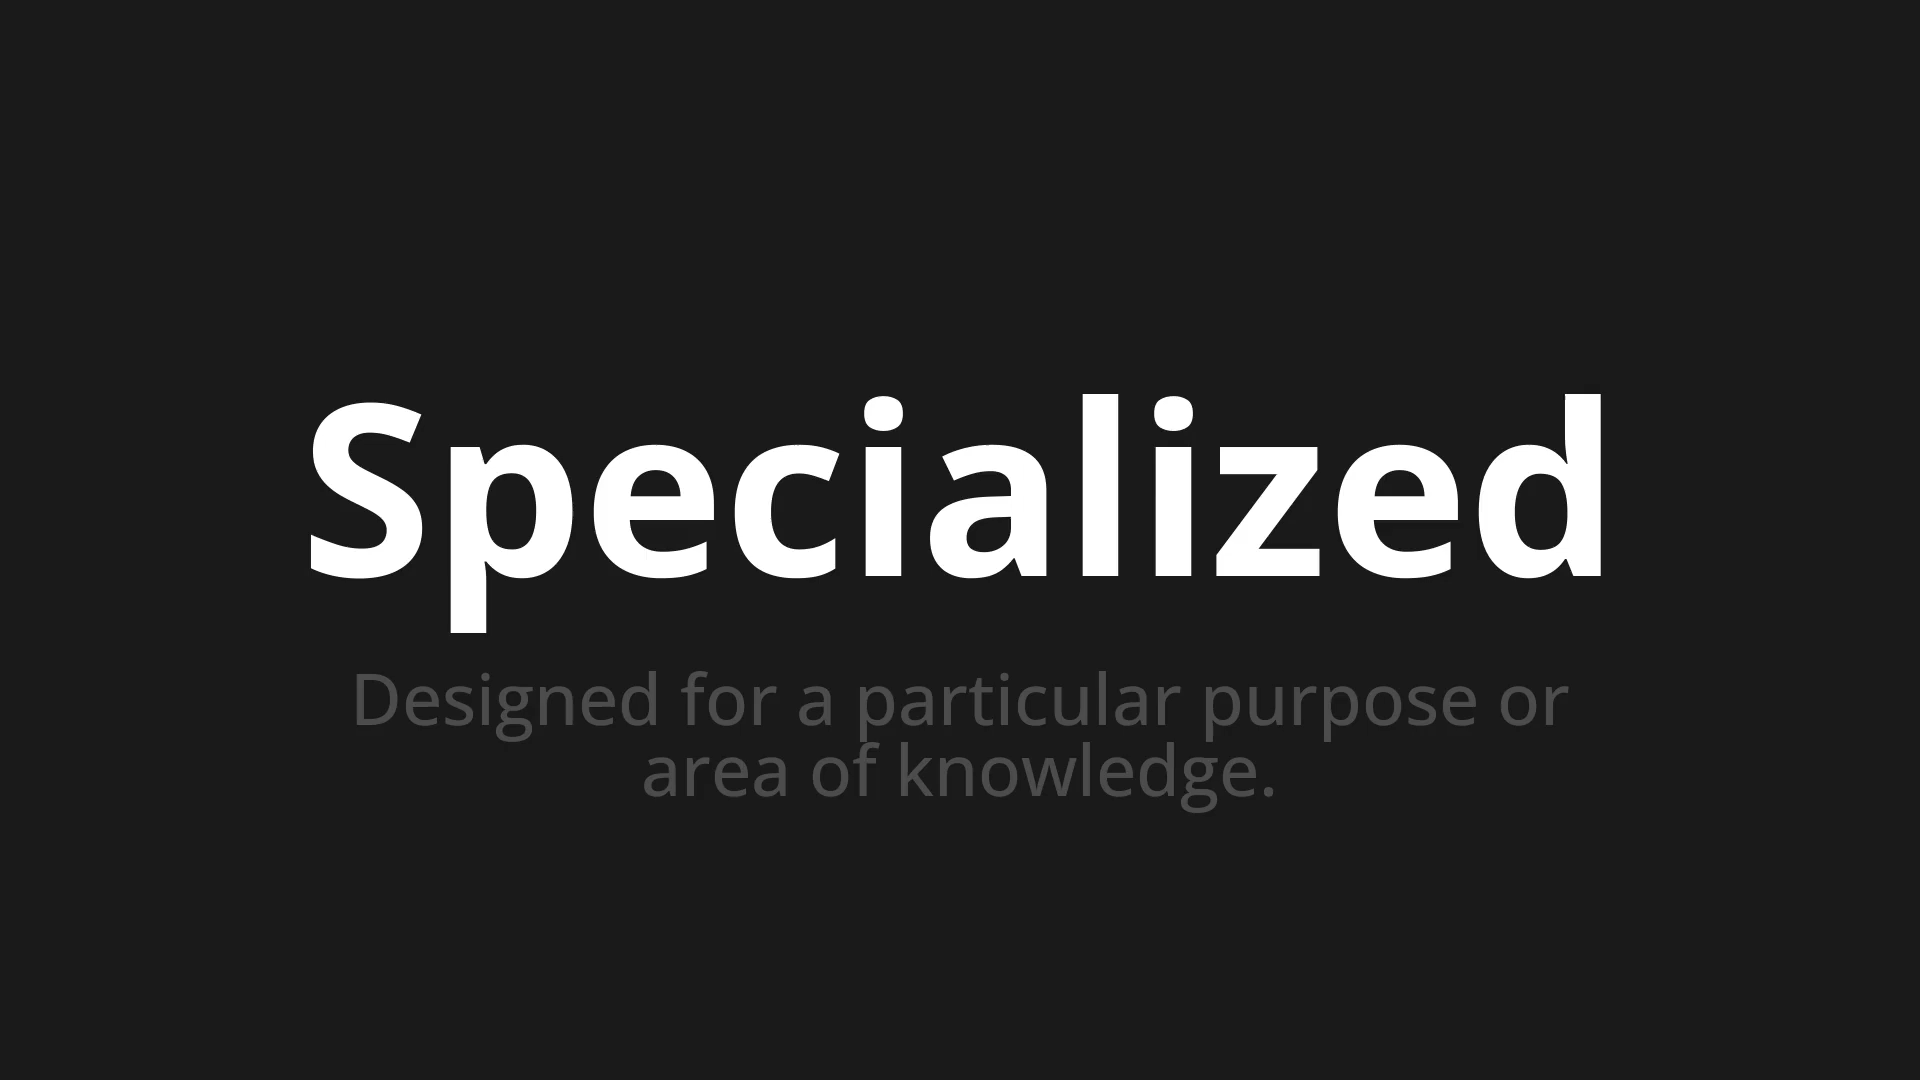 Specialized
Designed for a particular purpose or
area of knowledge.